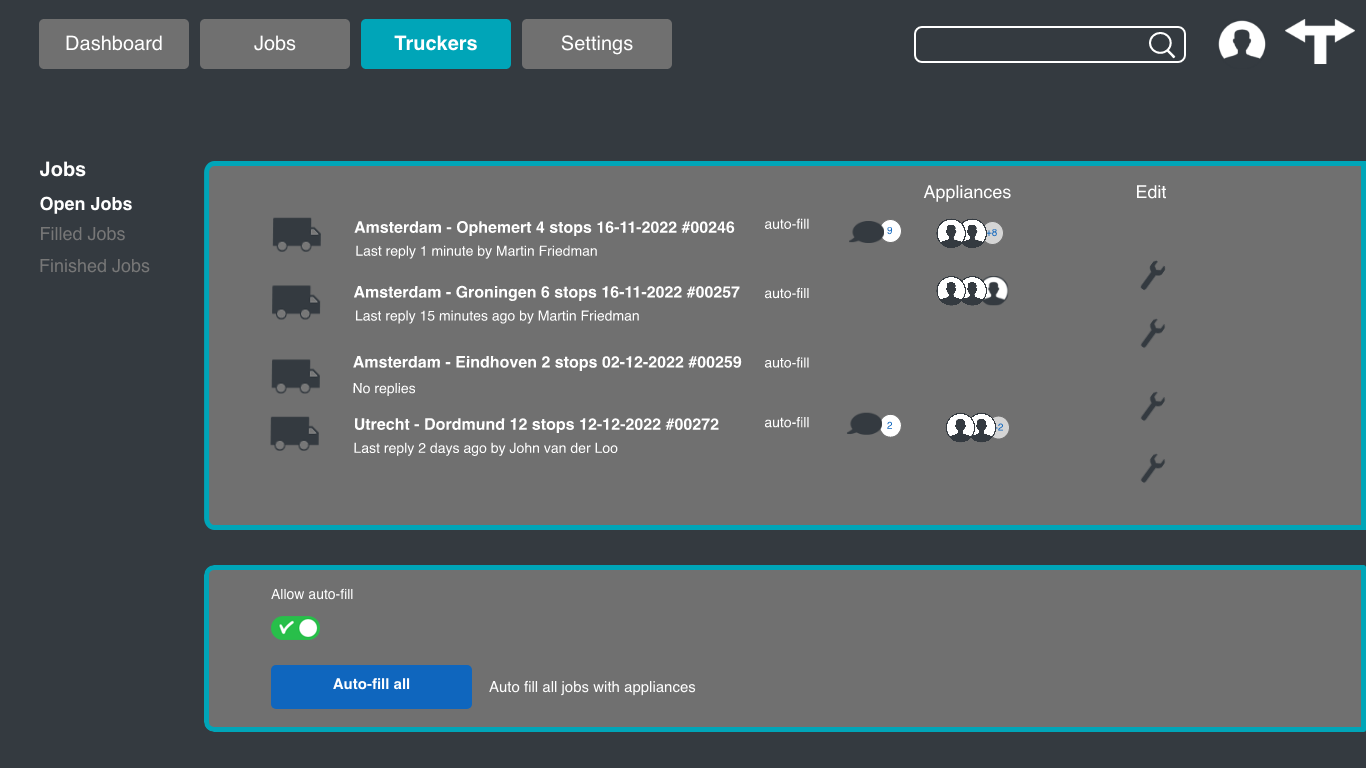 Dashboard
Jobs
Truckers
Settings
Jobs
Open Jobs
Filled Jobs
Finished Jobs
Appliances
Edit
Amsterdam - Ophemert 4 stops 16-11-2022 #00246
auto-fill
9
+8
Last reply 1 minute by Martin Friedman
Amsterdam - Groningen 6 stops 16-11-2022 #00257
auto-fill
Last reply 15 minutes ago by Martin Friedman
Amsterdam - Eindhoven 2 stops 02-12-2022 #00259
auto-fill
No replies
Utrecht - Dordmund 12 stops 12-12-2022 #00272
auto-fill
2
2
Last reply 2 days ago by John van der Loo
Allow auto-fill
Auto-fill all
Auto fill all jobs with appliances